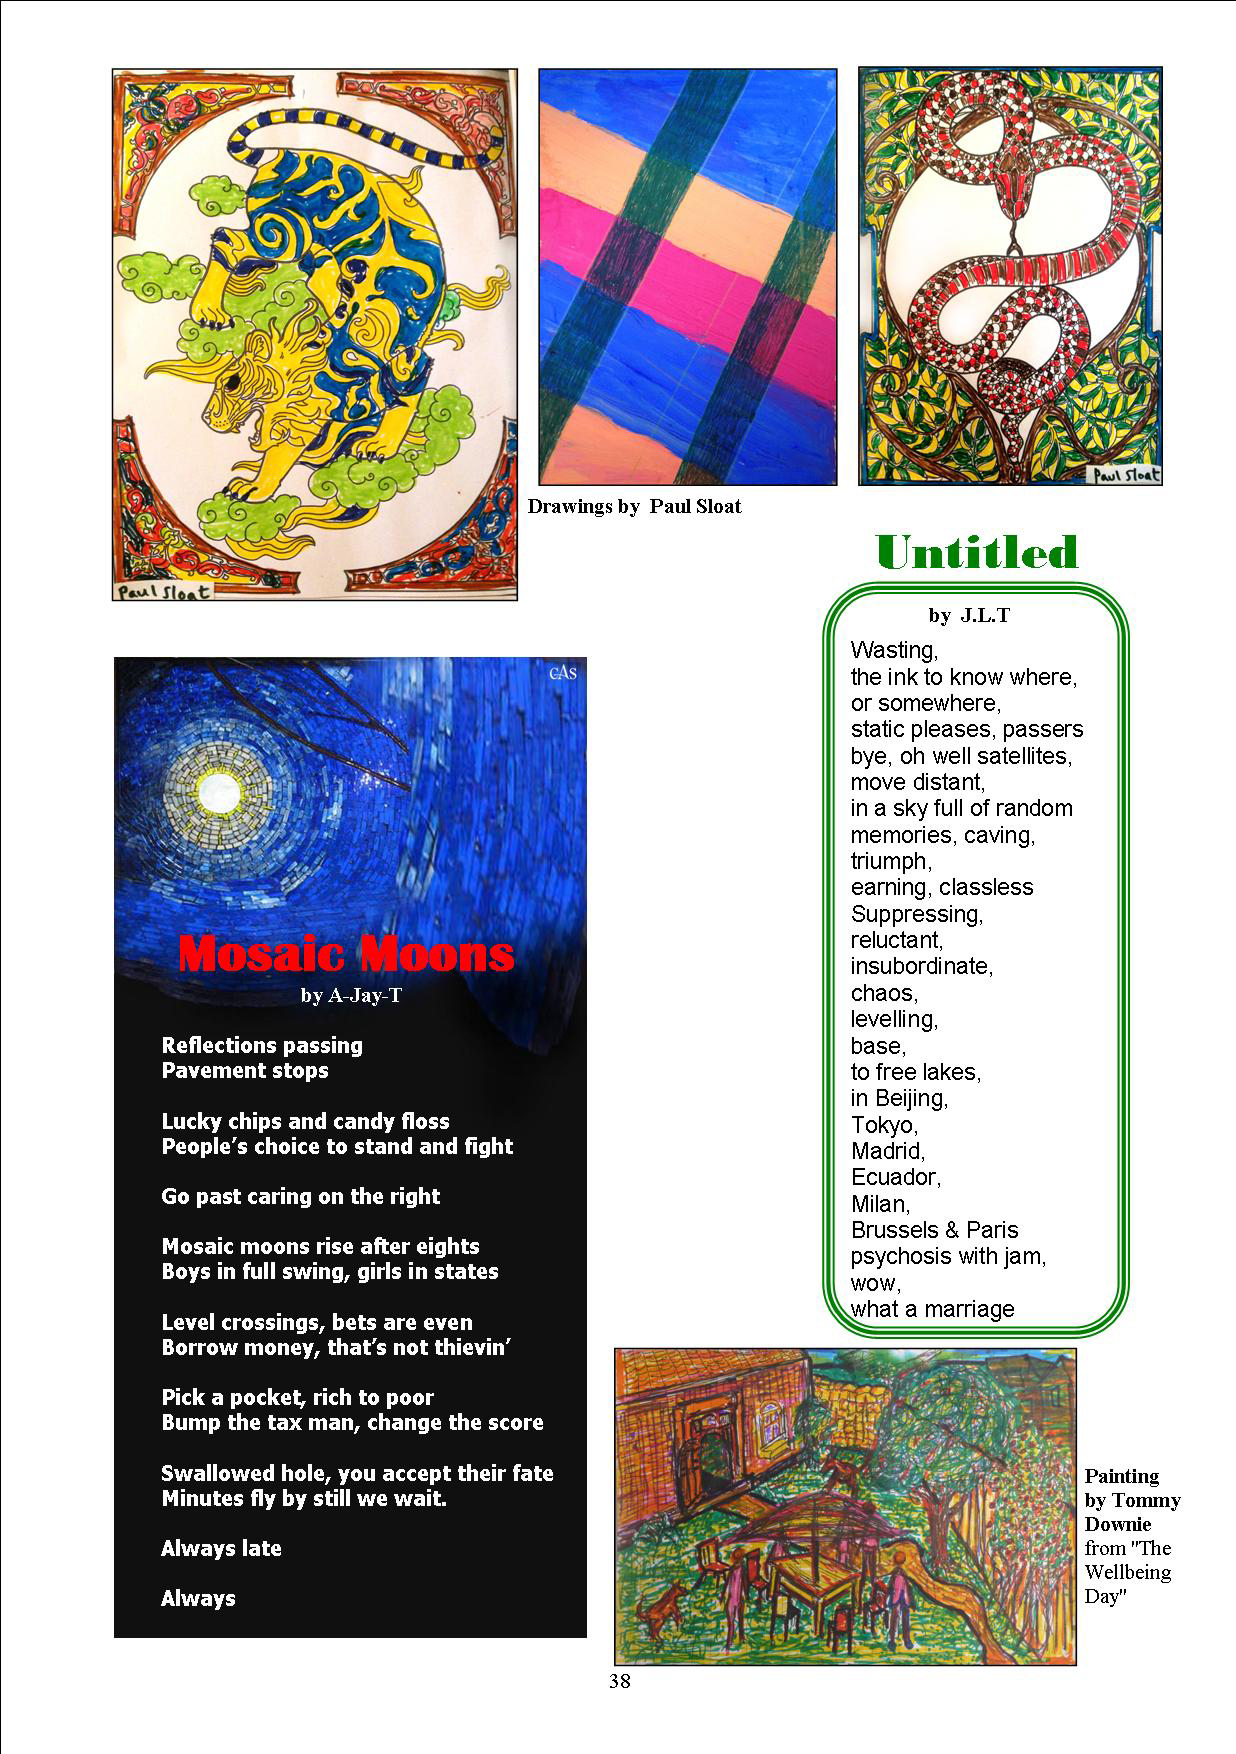 Paul Sloat
Paul Sloat
Drawings by Paul Sloat
Untitled
by J.L.T
Wasting,
the ink to know where,
or somewhere,
static pleases, passers
bye, oh well satellites,
move distant,
in a sky full of random
memories, caving,
triumph,
earning, classless
Suppressing,
reluctant,
insubordinate,
chaos,
levelling,
base,
to free lakes,
in Beijing,
Tokyo,
Madrid,
Ecuador,
Milan,
Brussels & Paris
psychosis with jam,
wow,
what a marriage
CAS
Mosaic Moons
by A-Jay-T
Reflections passing
Pavement stops
Lucky chips and candy floss
People's choice to stand and fight
Go past caring on the right
Mosaic moons rise after eights
Boys in full swing, girls in states
Level crossings, bets are even
Borrow money, that's not thievin'
Pick a pocket, rich to poor
Bump the tax man, change the score
Swallowed hole, you accept their fate
Minutes fly by still we wait.
Always late
Always
Painting
by Tommy
Downie
from "The
Wellbeing
Day"
38